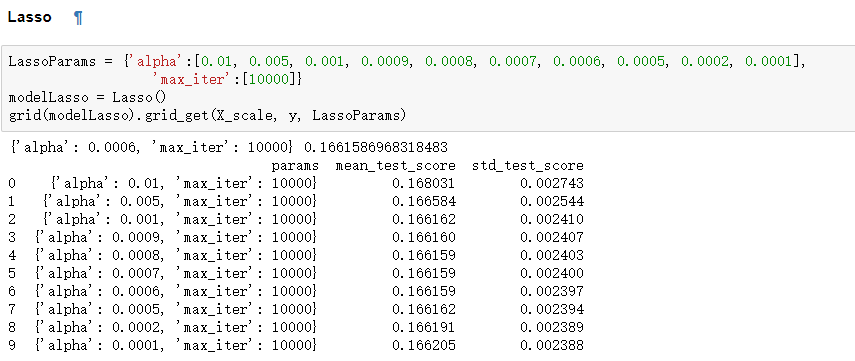 Lasso ¶
LassoParams = {'alpha':[0.01, 0.005, 0.001, 0.0009, 0.0008, 0.0007, 0.0006, 0.0005, 0.0002, 0.0001],
'max_iter':[10000]}
modelLasso = Lasso()
grid(modelLasso).grid_get(X_scale, y, LassoParams)
{'alpha': 0.0006, 'max_iter': 10000} 0.1661586968318483
params mean_test_score std_test_score
0 {'alpha': 0.01, 'max_iter': 10000} 0.168031 0.002743
1 {'alpha': 0.005, 'max_iter': 10000} 0.166584 0.002544
2 {'alpha': 0.001, 'max_iter': 10000} 0.166162 0.002410
3 {'alpha': 0.0009, 'max_iter': 10000} 0.166160 0.002407
4 {'alpha': 0.0008, 'max_iter': 10000} 0.166159 0.002403
5 {'alpha': 0.0007, 'max_iter': 10000} 0.166159 0.002400
6 {'alpha': 0.0006, 'max_iter': 10000} 0.166159 0.002397
7 {'alpha': 0.0005, 'max_iter': 10000} 0.166162 0.002394
8 {'alpha': 0.0002, 'max_iter': 10000} 0.166191 0.002389
9 {'alpha': 0.0001, 'max_iter': 10000} 0.166205 0.002388